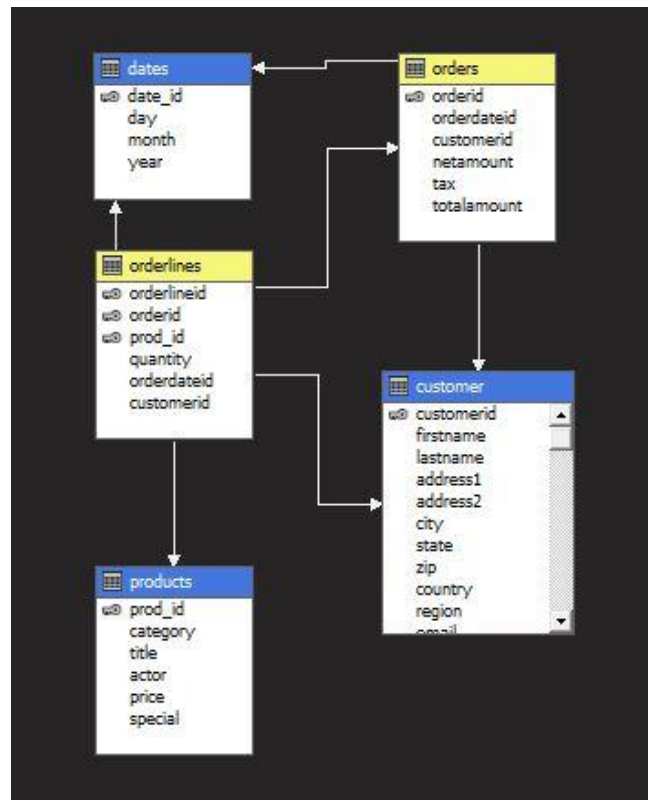 dates
date_id
day
month
year
orders
orderid
orderdateid
customerid
netamount
tax
totalamount
orderlines
orderlineid
orderid
prod_id
quantity
orderdateid
customerid
customer
customerid
firstname
lastname
address1
address2
city
state
zip
country
region
email
products
prod_id
category
title
actor
price
special